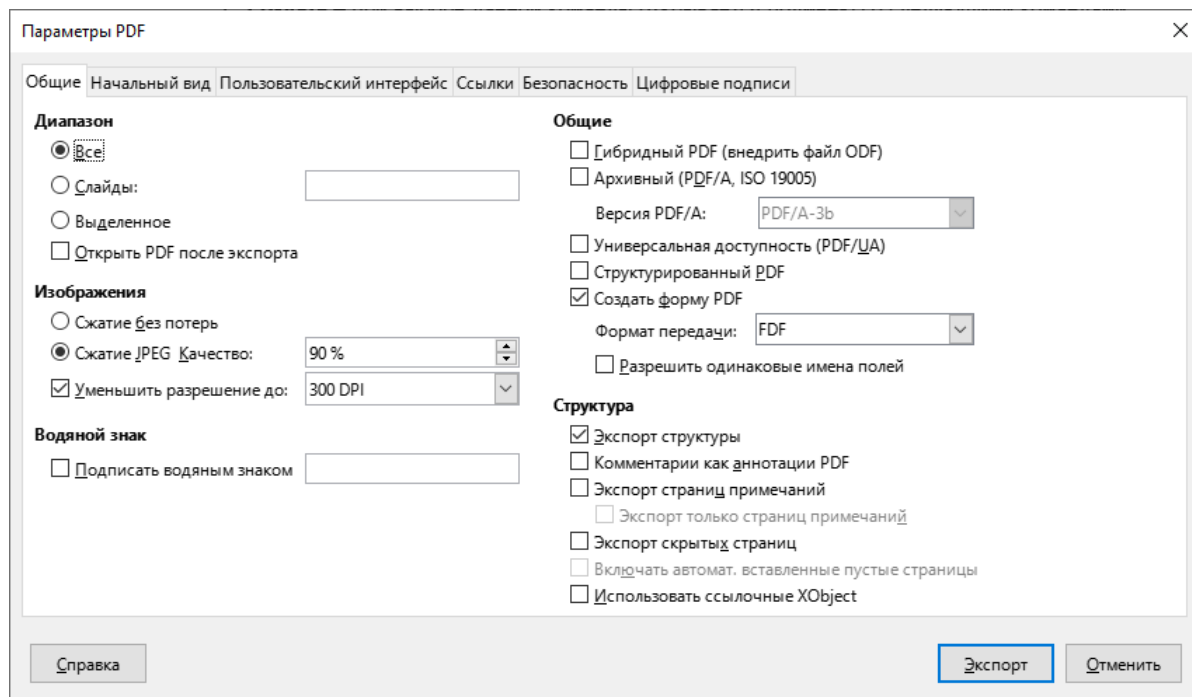 Параметры PDF
Общие Начальный вид Пользовательский интерфейс Ссылки Безопасность Цифровые подписи
Диапазон
Все
Слайды:
Выделенное
Открыть PDF после экспорта
Изображения
Сжатие без потерь
Сжатие JPEG Качество: 90 %
Уменьшить разрешение до: 300 DPI
Водяной знак
Подписать водяным знаком
Общие
Гибридный PDF (внедрить файл ODF)
Архивный (PDF/A, ISO 19005)
Версия PDF/A: PDF/A-3b
Универсальная доступность (PDF/UA)
Структурированный PDF
Создать форму PDF
Формат передачи: FDF
Разрешить одинаковые имена полей
Структура
Экспорт структуры
Комментарии как аннотации PDF
Экспорт страниц примечаний
Экспорт только страниц примечаний
Экспорт скрытых страниц
Включать автомат. вставленные пустые страницы
Использовать ссылочные XObject
Справка Экспорт Отменить